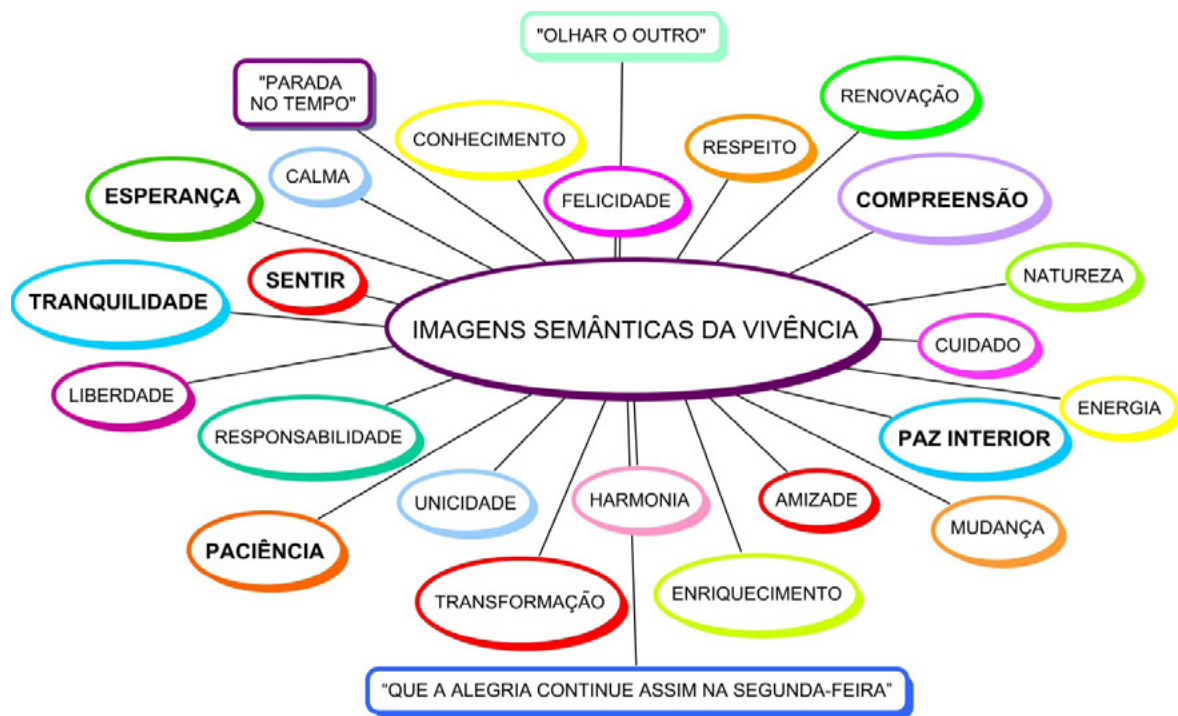 "OLHAR O OUTRO"
"PARADA
NO TEMPO"
RENOVAÇÃO
CONHECIMENTO
RESPEITO
CALMA
ESPERANÇA
FELICIDADE
COMPREENSÃO
SENTIR
NATUREZA
TRANQUILIDADE
IMAGENS SEMÂNTICAS DA VIVÊNCIA
CUIDADO
LIBERDADE
ENERGIA
RESPONSABILIDADE
PAZ INTERIOR
UNICIDADE
HARMONIA
AMIZADE
MUDANÇA
PACIÊNCIA
TRANSFORMAÇÃO
ENRIQUECIMENTO
"QUE A ALEGRIA CONTINUE ASSIM NA SEGUNDA-FEIRA"